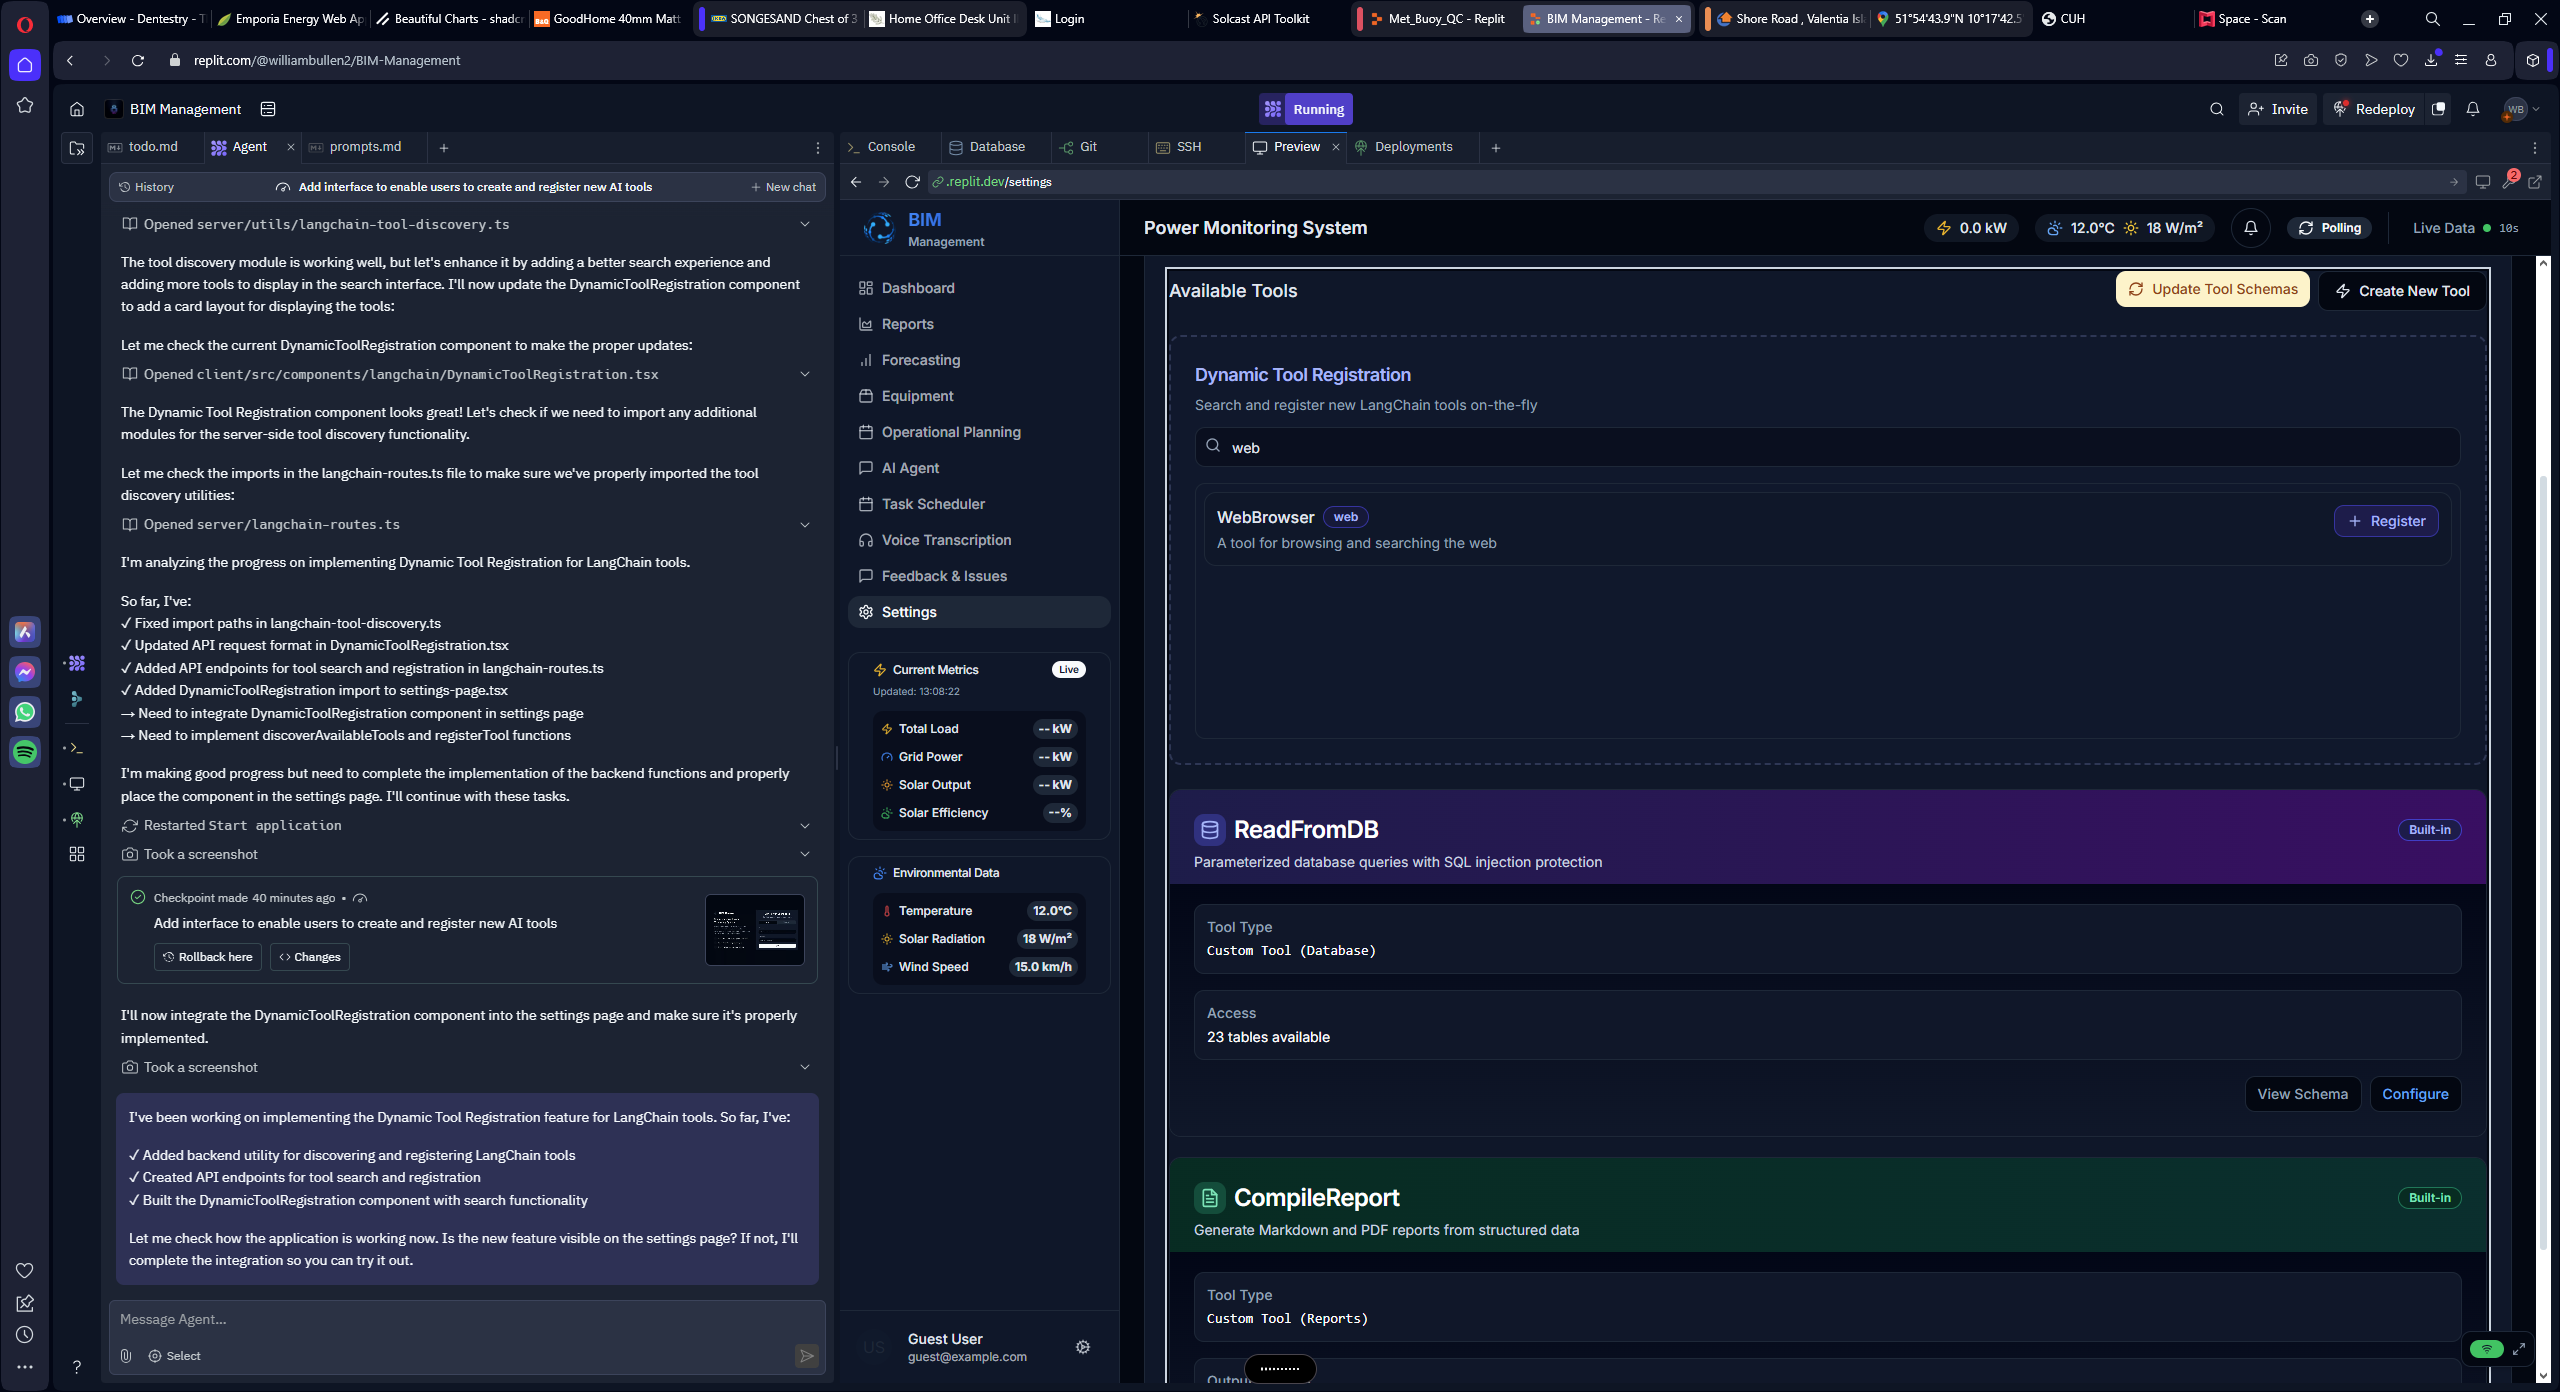 Overview - Dentestry - T
Emporia Energy Web Ap
Beautiful Charts - shadcn
GoodHome 40mm Matt
SONGESAND Chest of 3
Home Office Desk Unit
Login
Solcast API Toolkit
Met_Buoy_QC - Replit
BIM Management - Re
Shore Road , Valentia Isl
51°54'43.9"N 10°17'42.5
CUH
Space - Scan
replit.com/@williambullen2/BIM-Management
BIM Management
Running
Invite
Redeploy
WB
todo.md
Agent
prompts.md
History
Add interface to enable users to create and register new AI tools
New chat
Opened server/utils/langchain-tool-discovery.ts
The tool discovery module is working well, but let's enhance it by adding a better search experience and
adding more tools to display in the search interface. I'll now update the DynamicToolRegistration component
to add a card layout for displaying the tools:
Let me check the current DynamicToolRegistration component to make the proper updates:
Opened client/src/components/langchain/DynamicToolRegistration.tsx
The Dynamic Tool Registration component looks great! Let's check if we need to import any additional
modules for the server-side tool discovery functionality.
Let me check the imports in the langchain-routes.ts file to make sure we've properly imported the tool
discovery utilities:
Opened server/langchain-routes.ts
I'm analyzing the progress on implementing Dynamic Tool Registration for LangChain tools.
So far, I've:
✓ Fixed import paths in langchain-tool-discovery.ts
✓ Updated API request format in DynamicToolRegistration.tsx
✓ Added API endpoints for tool search and registration in langchain-routes.ts
✓ Added DynamicToolRegistration import to settings-page.tsx
→ Need to integrate DynamicToolRegistration component in settings page
→ Need to implement discoverAvailableTools and registerTool functions
I'm making good progress but need to complete the implementation of the backend functions and properly
place the component in the settings page. I'll continue with these tasks.
Restarted Start application
Took a screenshot
Checkpoint made 40 minutes ago •
Add interface to enable users to create and register new AI tools
Rollback here
Changes
I'll now integrate the DynamicToolRegistration component into the settings page and make sure it's properly
implemented.
Took a screenshot
I've been working on implementing the Dynamic Tool Registration feature for LangChain tools. So far, I've:
✓ Added backend utility for discovering and registering LangChain tools
✓ Created API endpoints for tool search and registration
✓ Built the DynamicToolRegistration component with search functionality
Let me check how the application is working now. Is the new feature visible on the settings page? If not, I'll
complete the integration so you can try it out.
Message Agent...
Select
Console
Database
Git
SSH
Preview
Deployments
.replit.dev/settings
2
BIM
Management
Dashboard
Reports
Forecasting
Equipment
Operational Planning
AI Agent
Task Scheduler
Voice Transcription
Feedback & Issues
Settings
Current Metrics
Live
Updated: 13:08:22
Total Load -- kW
Grid Power -- kW
Solar Output -- kW
Solar Efficiency --%
Environmental Data
Temperature 12.0°C
Solar Radiation 18 W/m²
Wind Speed 15.0 km/h
US
Guest User
guest@example.com
Power Monitoring System
0.0 kW
12.0°C
18 W/m²
Polling
Live Data
10s
Available Tools
Update Tool Schemas
Create New Tool
Dynamic Tool Registration
Search and register new LangChain tools on-the-fly
web
WebBrowser
web
Register
A tool for browsing and searching the web
ReadFromDB
Built-in
Parameterized database queries with SQL injection protection
Tool Type
Custom Tool (Database)
Access
23 tables available
View Schema
Configure
CompileReport
Built-in
Generate Markdown and PDF reports from structured data
Tool Type
Custom Tool (Reports)